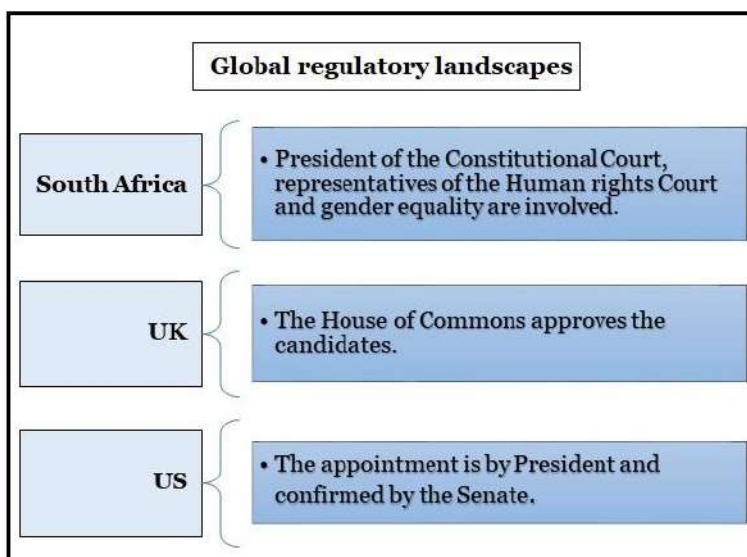 Global regulatory landscapes
South Africa
• President of the Constitutional Court,
representatives of the Human rights Court
and gender equality are involved.
UK
• The House of Commons approves the
candidates.
US
• The appointment is by President and
confirmed by the Senate.